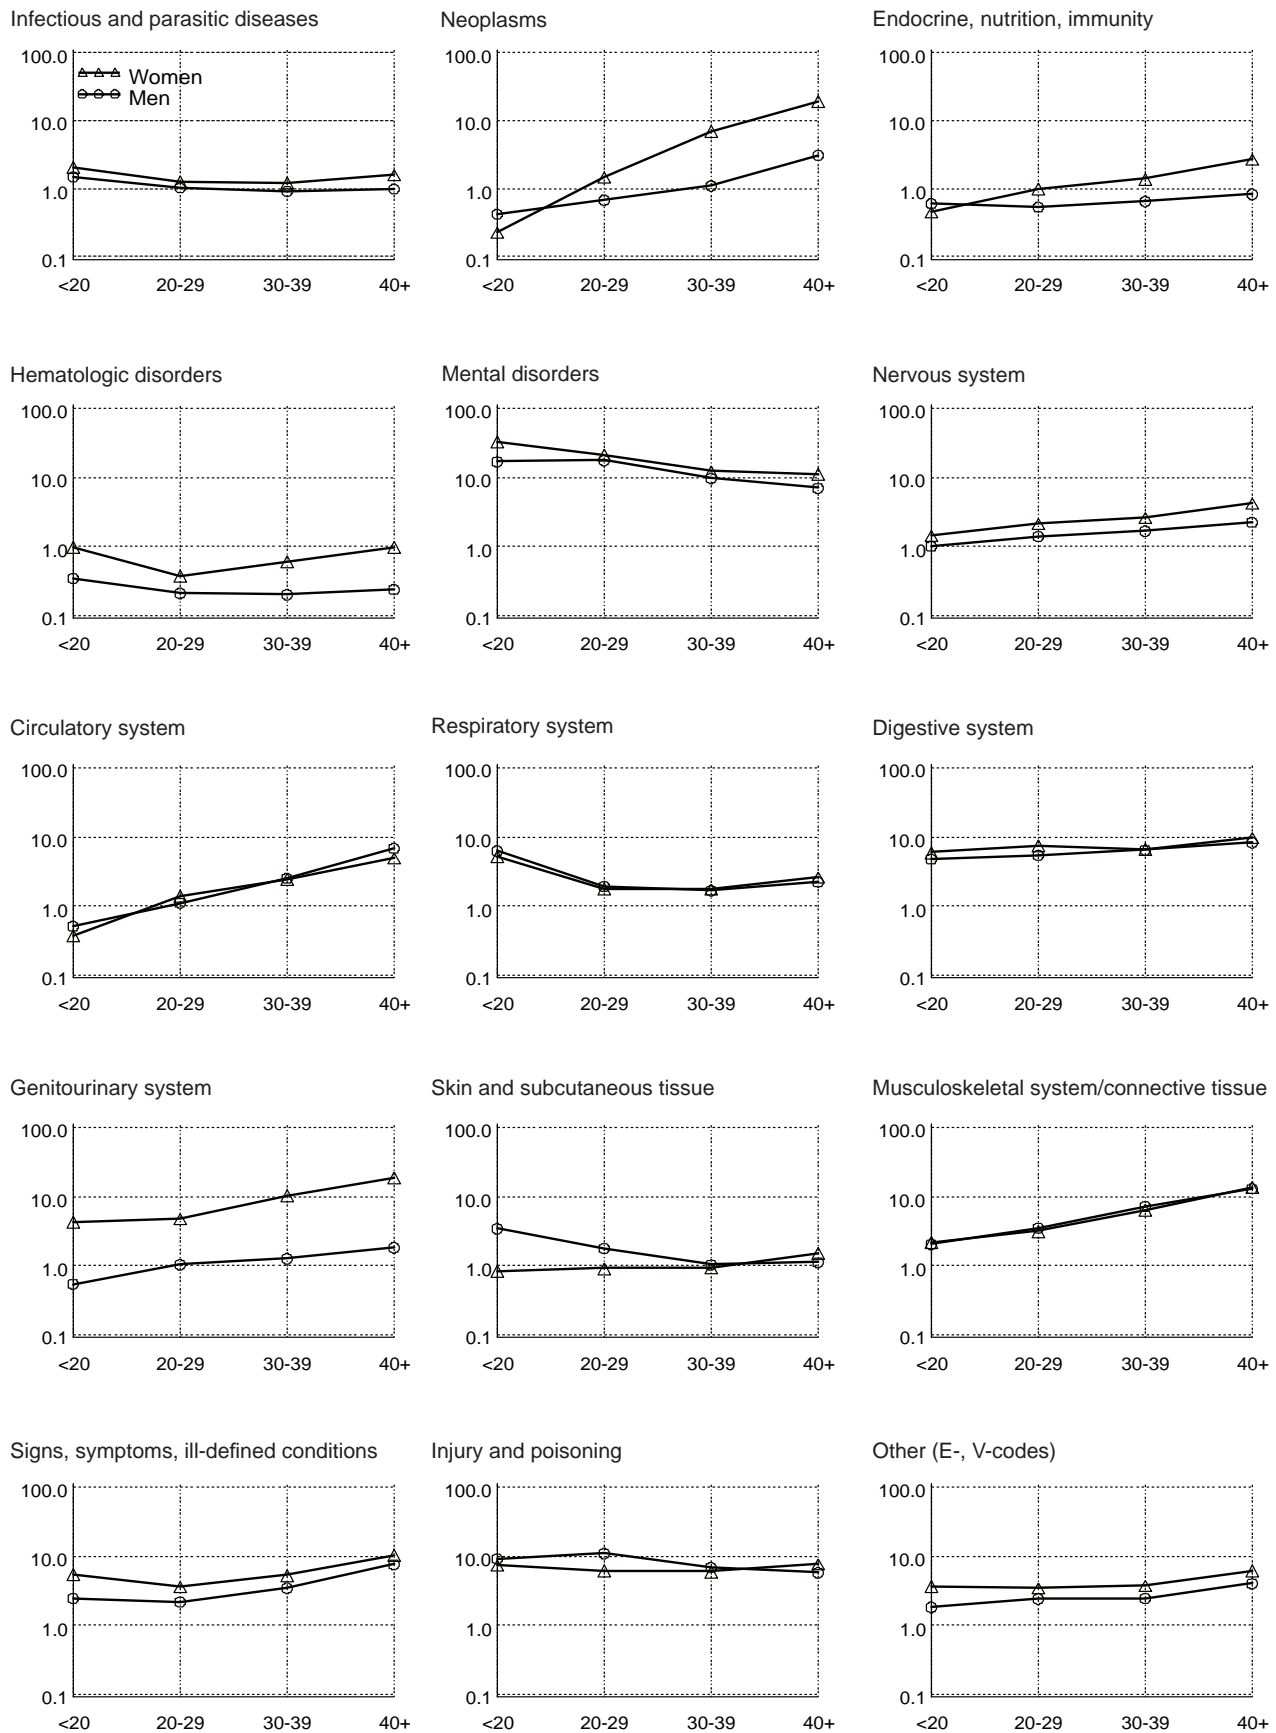 Infectious and parasitic diseases
100.0
10.0
1.0
0.1
Women
Men
<20 20-29 30-39 40+
Neoplasms
100.0
10.0
1.0
0.1
<20 20-29 30-39 40+
Endocrine, nutrition, immunity
100.0
10.0
1.0
0.1
<20 20-29 30-39 40+
Hematologic disorders
100.0
10.0
1.0
0.1
<20 20-29 30-39 40+
Mental disorders
100.0
10.0
1.0
0.1
<20 20-29 30-39 40+
Nervous system
100.0
10.0
1.0
0.1
<20 20-29 30-39 40+
Circulatory system
100.0
10.0
1.0
0.1
<20 20-29 30-39 40+
Respiratory system
100.0
10.0
1.0
0.1
<20 20-29 30-39 40+
Digestive system
100.0
10.0
1.0
0.1
<20 20-29 30-39 40+
Genitourinary system
100.0
10.0
1.0
0.1
<20 20-29 30-39 40+
Skin and subcutaneous tissue
100.0
10.0
1.0
0.1
<20 20-29 30-39 40+
Musculoskeletal system/connective tissue
100.0
10.0
1.0
0.1
<20 20-29 30-39 40+
Signs, symptoms, ill-defined conditions
100.0
10.0
1.0
0.1
<20 20-29 30-39 40+
Injury and poisoning
100.0
10.0
1.0
0.1
<20 20-29 30-39 40+
Other (E-, V-codes)
100.0
10.0
1.0
0.1
<20 20-29 30-39 40+